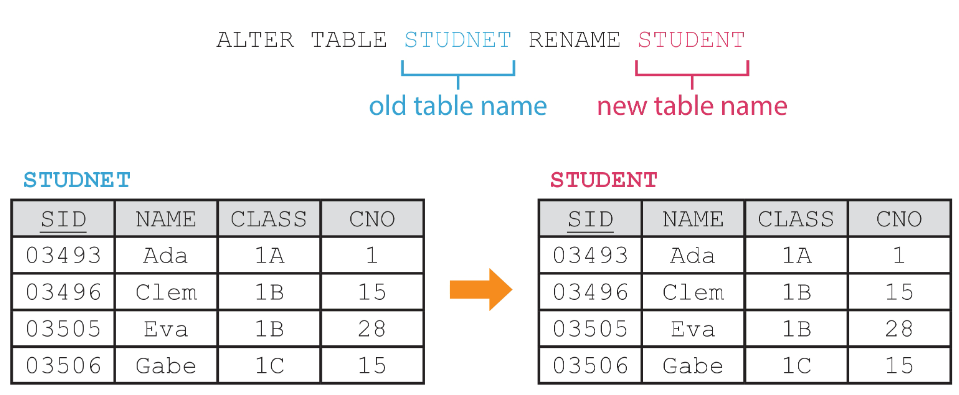 ALTER TABLE STUDNET RENAME STUDENT
old table name new table name
STUDNET STUDENT
SID NAME CLASS CNO SID NAME CLASS CNO
03493 Ada 1A 1 03493 Ada 1A 1
03496 Clem 1B 15 03496 Clem 1B 15
03505 Eva 1B 28 03505 Eva 1B 28
03506 Gabe 1C 15 03506 Gabe 1C 15